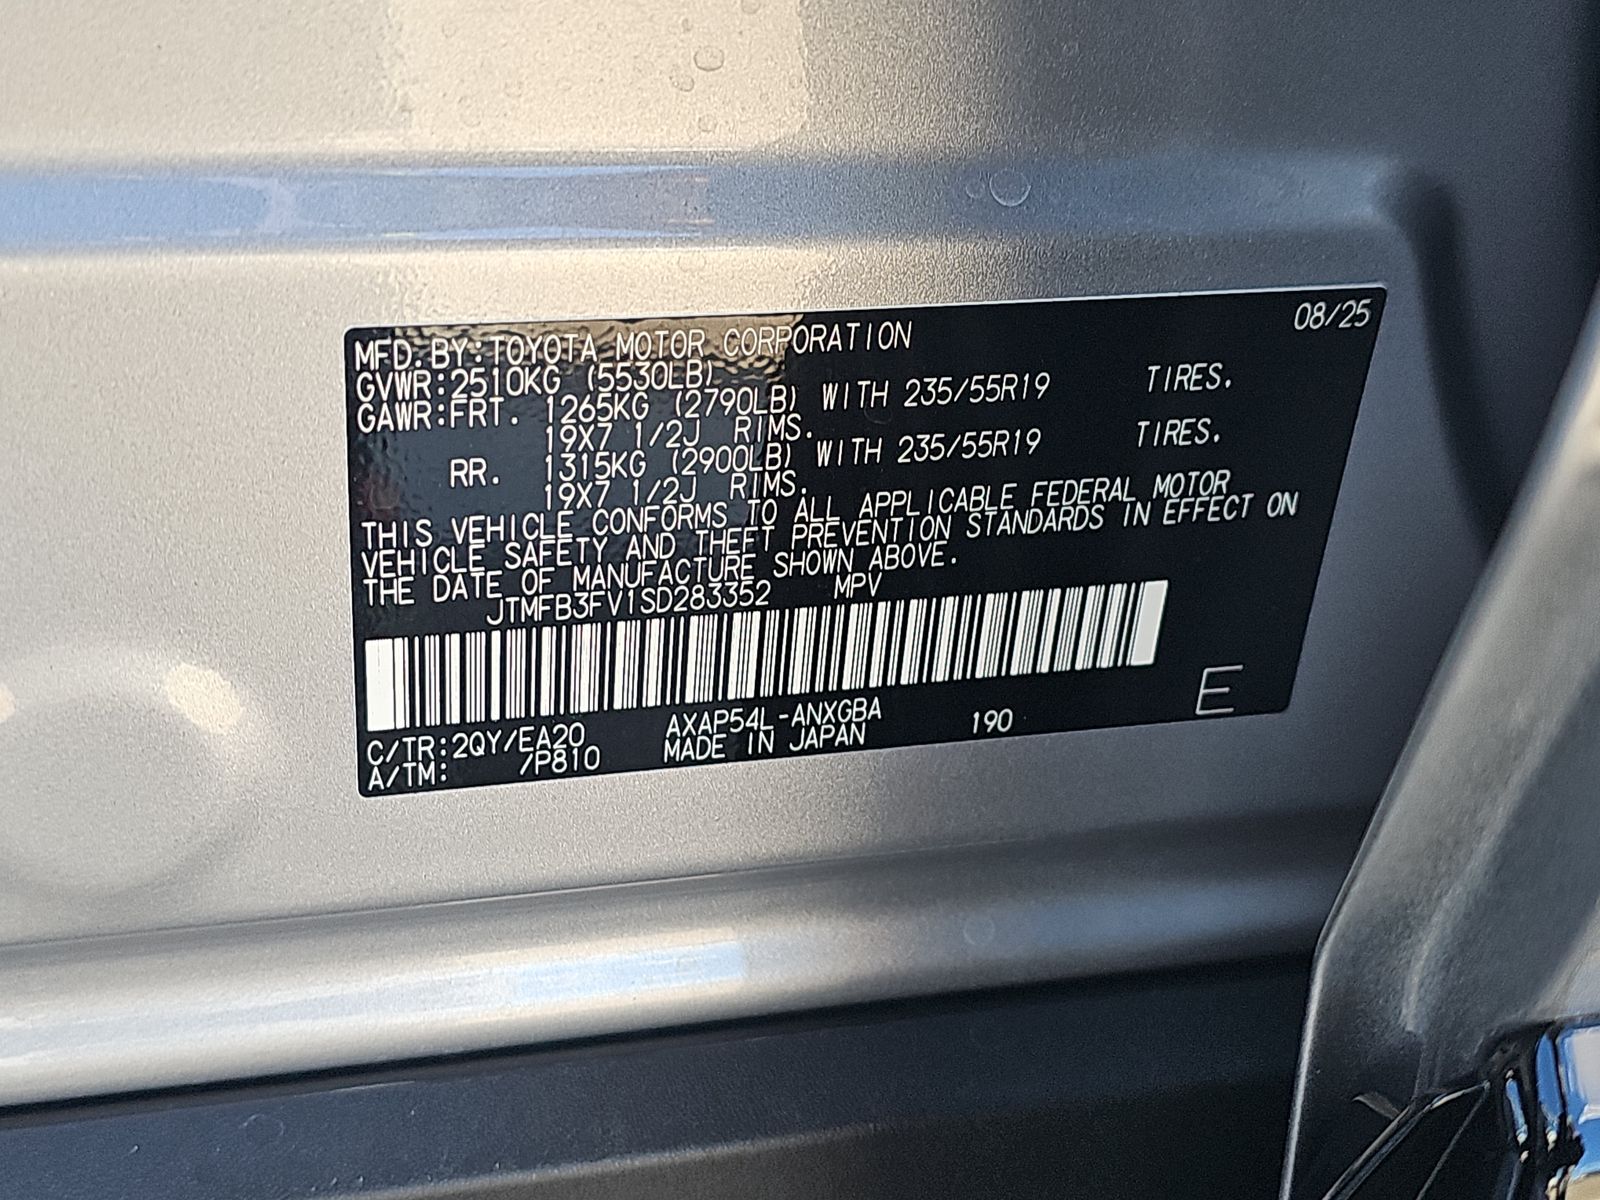 08/25
MFD. BY: TOYOTA MOTOR CORPORATION
GVWR: 2510KG (5530LB)
GAWR: FRT. 1265KG (2790LB) WITH 235/55R19 TIRES.
19X7 1/2J RIMS.
RR. 1315KG (2900LB) WITH 235/55R19 TIRES.
19X7 1/2J RIMS.
THIS VEHICLE CONFORMS TO ALL APPLICABLE FEDERAL MOTOR
VEHICLE SAFETY AND THEFT PREVENTION STANDARDS IN EFFECT ON
THE DATE OF MANUFACTURE SHOWN ABOVE.
JTMFB3FV1SD283352 MPV
E
C/TR: 2QY/EA20 AXAP54L-ANXGBA 190
A/TM: /P810 MADE IN JAPAN